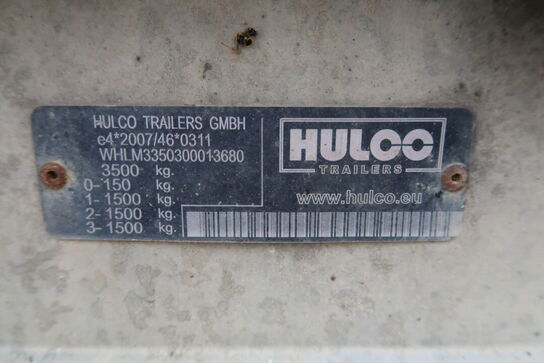 HULCO TRAILERS GMBH
e4*2007/46*0311
WHLM3350300013680
3500 kg.
0- 150 kg.
1- 1500 kg.
2- 1500 kg.
3- 1500 kg.
HULCO
TRAILERS
www.hulco.eu